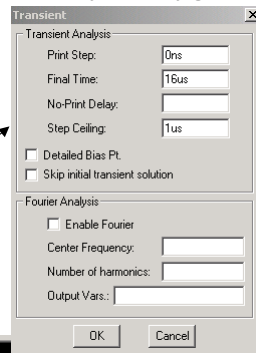 Transient
Transient Analysis
Print Step: 0ns
Final Time: 16us
No-Print Delay:
Step Ceiling: 1us
Detailed Bias Pt.
Skip initial transient solution
Fourier Analysis
Enable Fourier
Center Frequency:
Number of harmonics:
Output Vars.:
OK Cancel